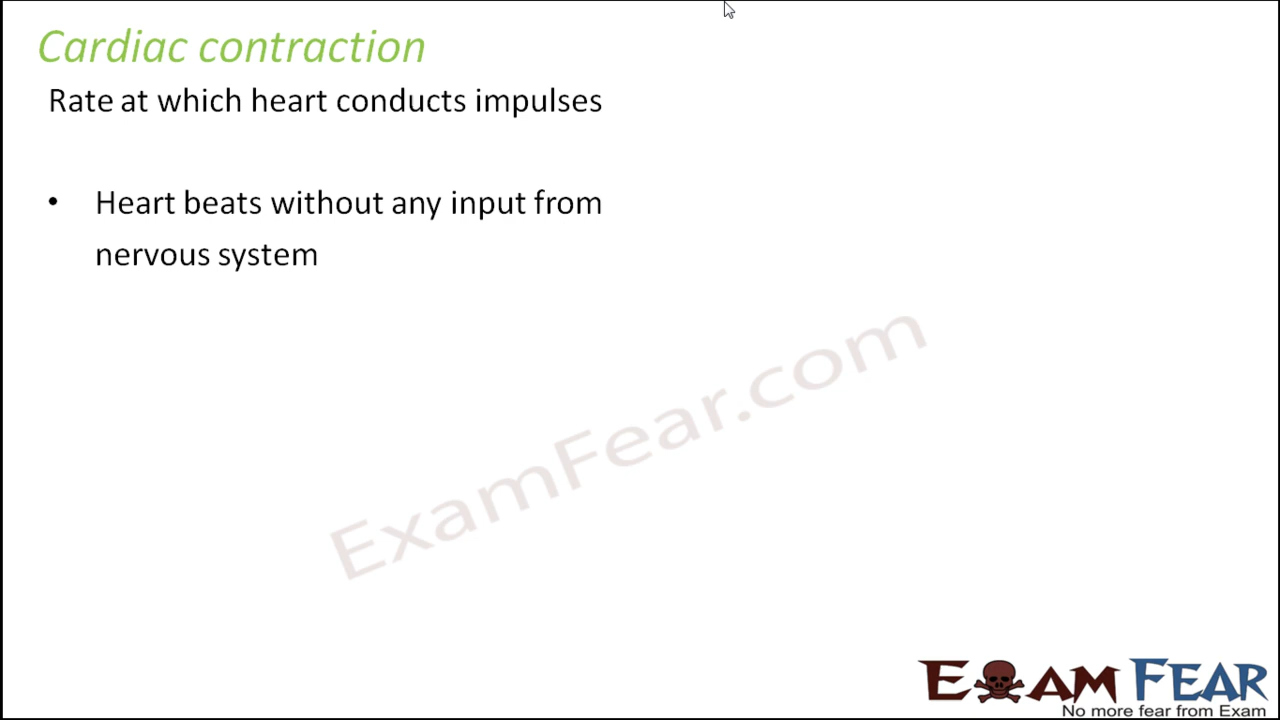 Cardiac contraction
Rate at which heart conducts impulses
• Heart beats without any input from
nervous system
ExamFear.com
EXAM FEAR
No more fear from Exam